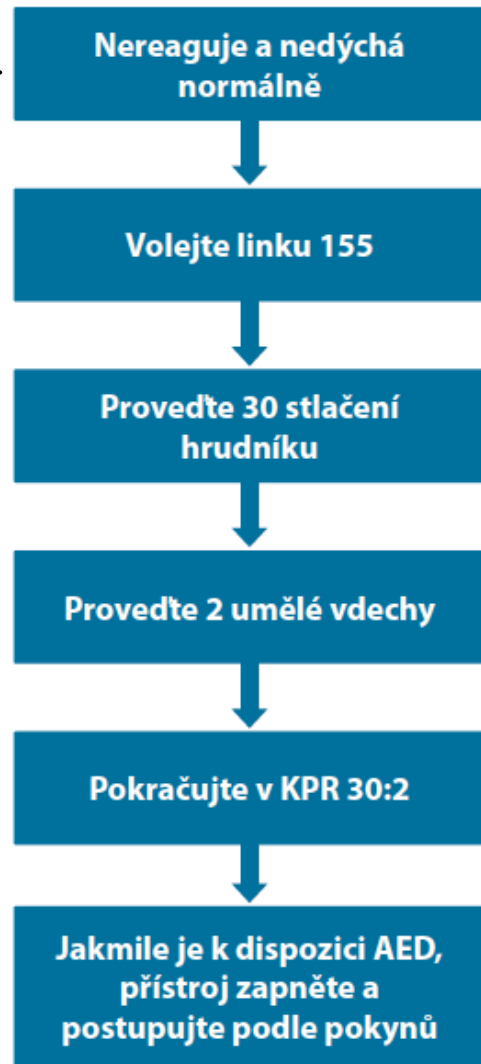 Nereaguje a nedýchá
normálně
Volejte linku 155
Proveďte 30 stlačení
hrudníku
Proveďte 2 umělé vdechy
Pokračujte v KPR 30:2
Jakmile je k dispozici AED,
přístroj zapněte a
postupujte podle pokynů